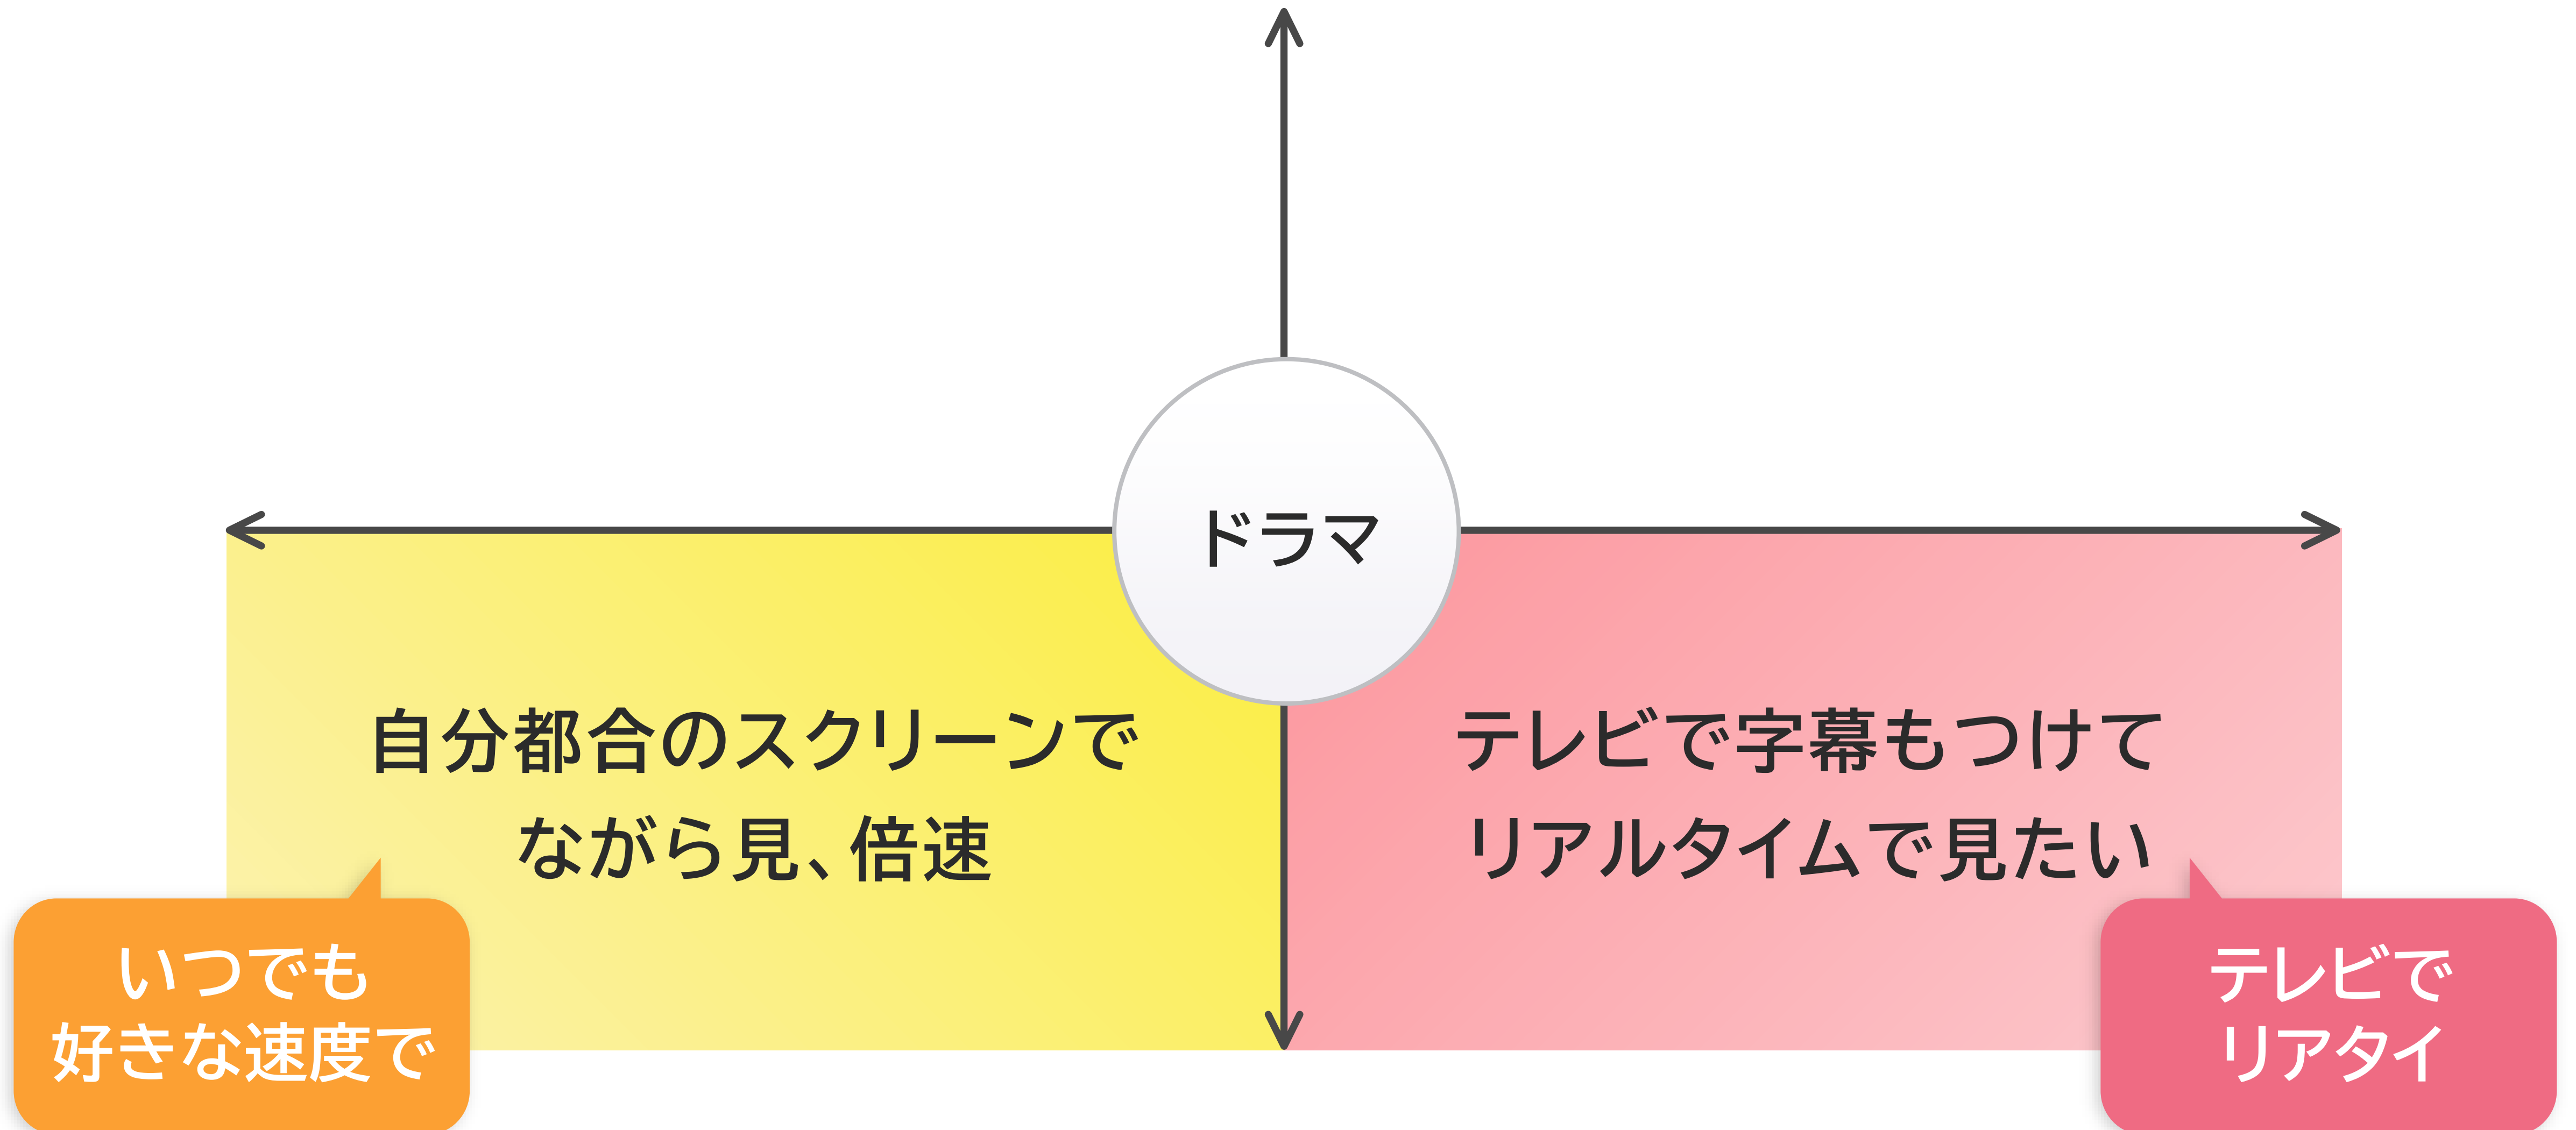 ドラマ
自分都合のスクリーンで
ながら見、倍速
テレビで字幕もつけて
リアルタイムで見たい
いつでも
好きな速度で
テレビで
リアタイ